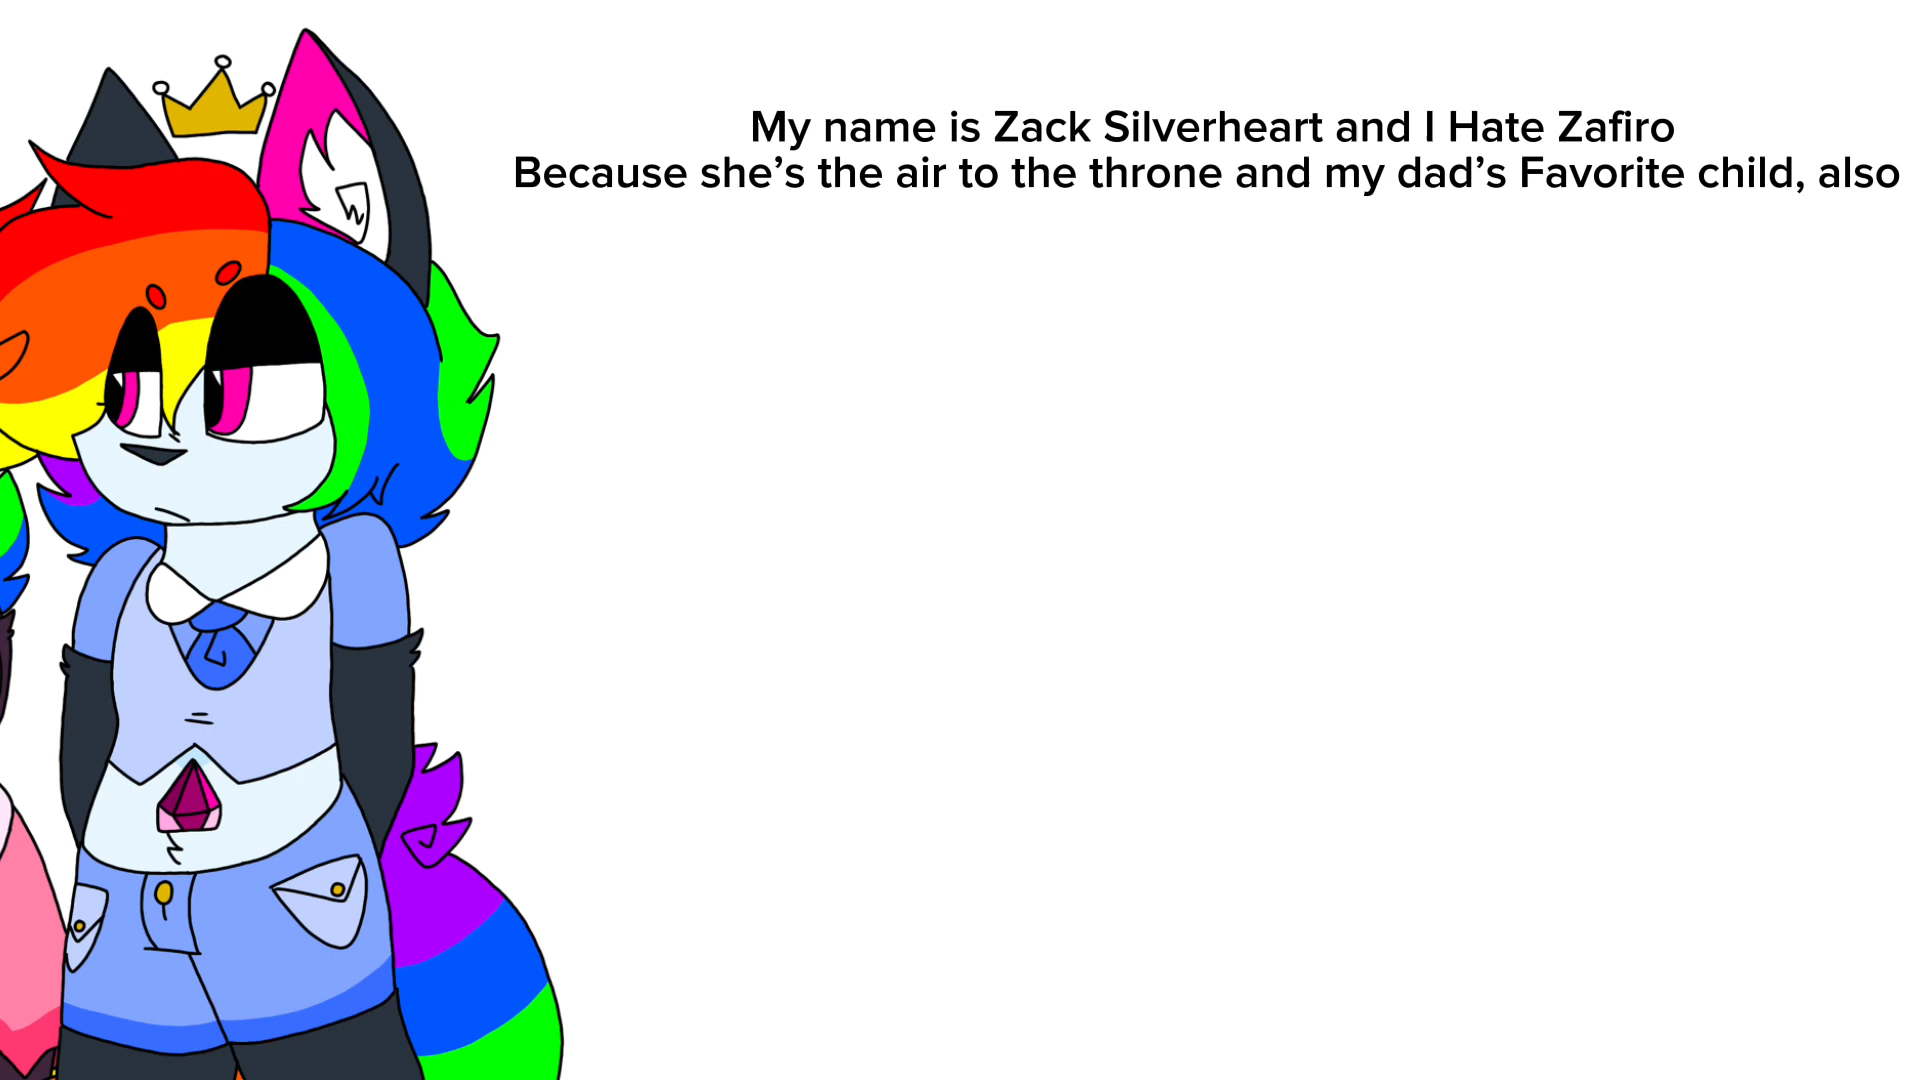 My name is Zack Silverheart and I Hate Zafiro
Because she’s the air to the throne and my dad’s Favorite child, also